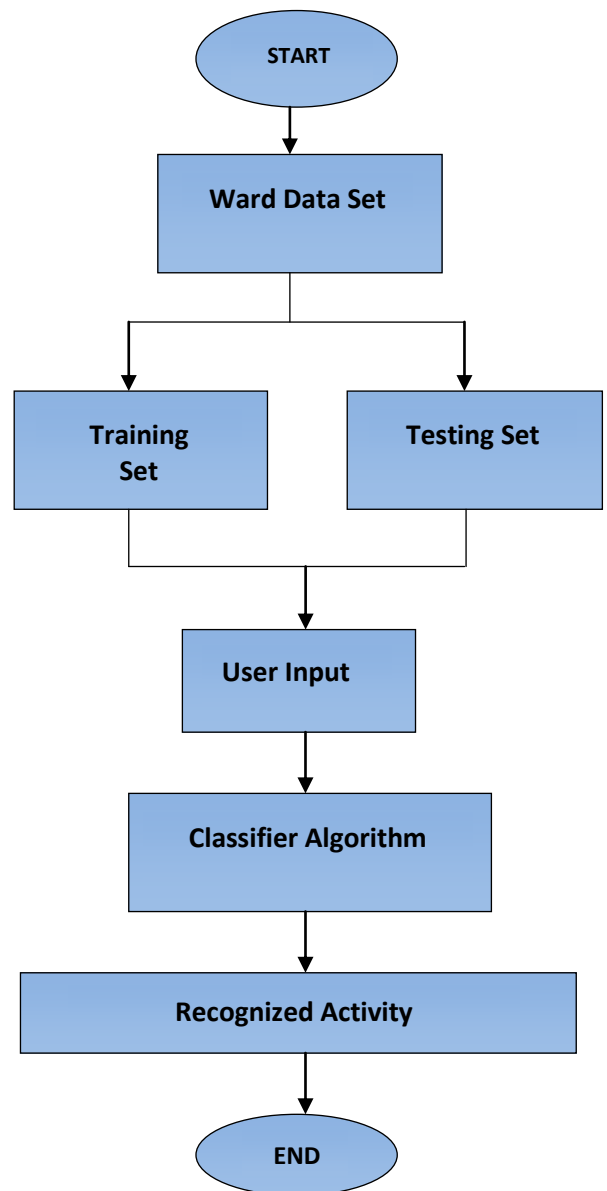 START
Ward Data Set
Training
Set
Testing Set
User Input
Classifier Algorithm
Recognized Activity
END